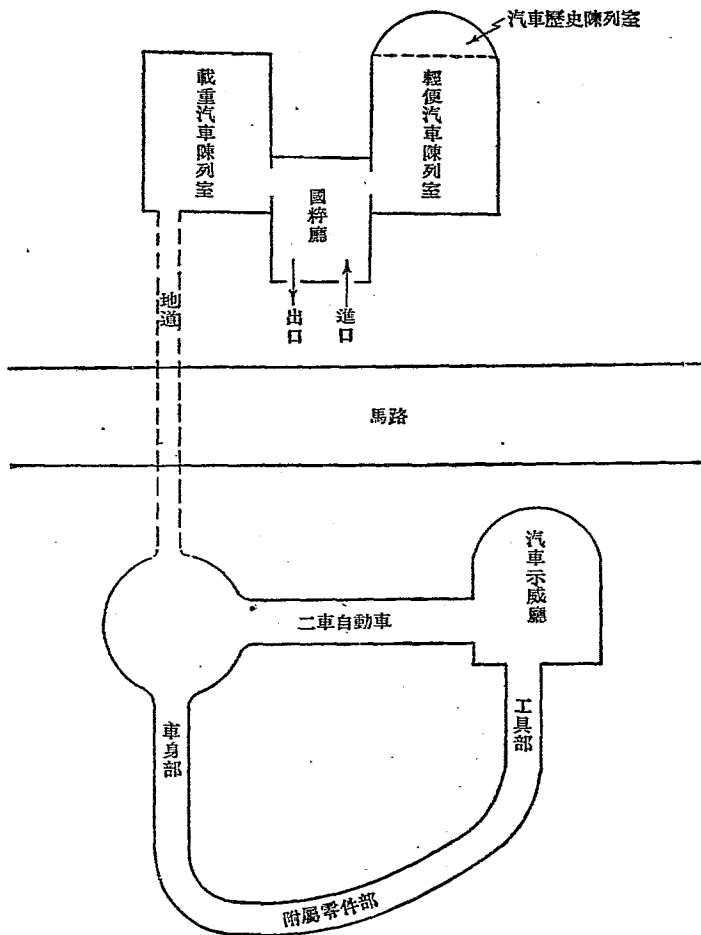 汽車歷史陳列室
載重汽車陳列室
輕便汽車陳列室
國粹廳
出口
進口
地道
馬路
汽車示威廳
二車自動車
工具部
車身部
附屬零件部